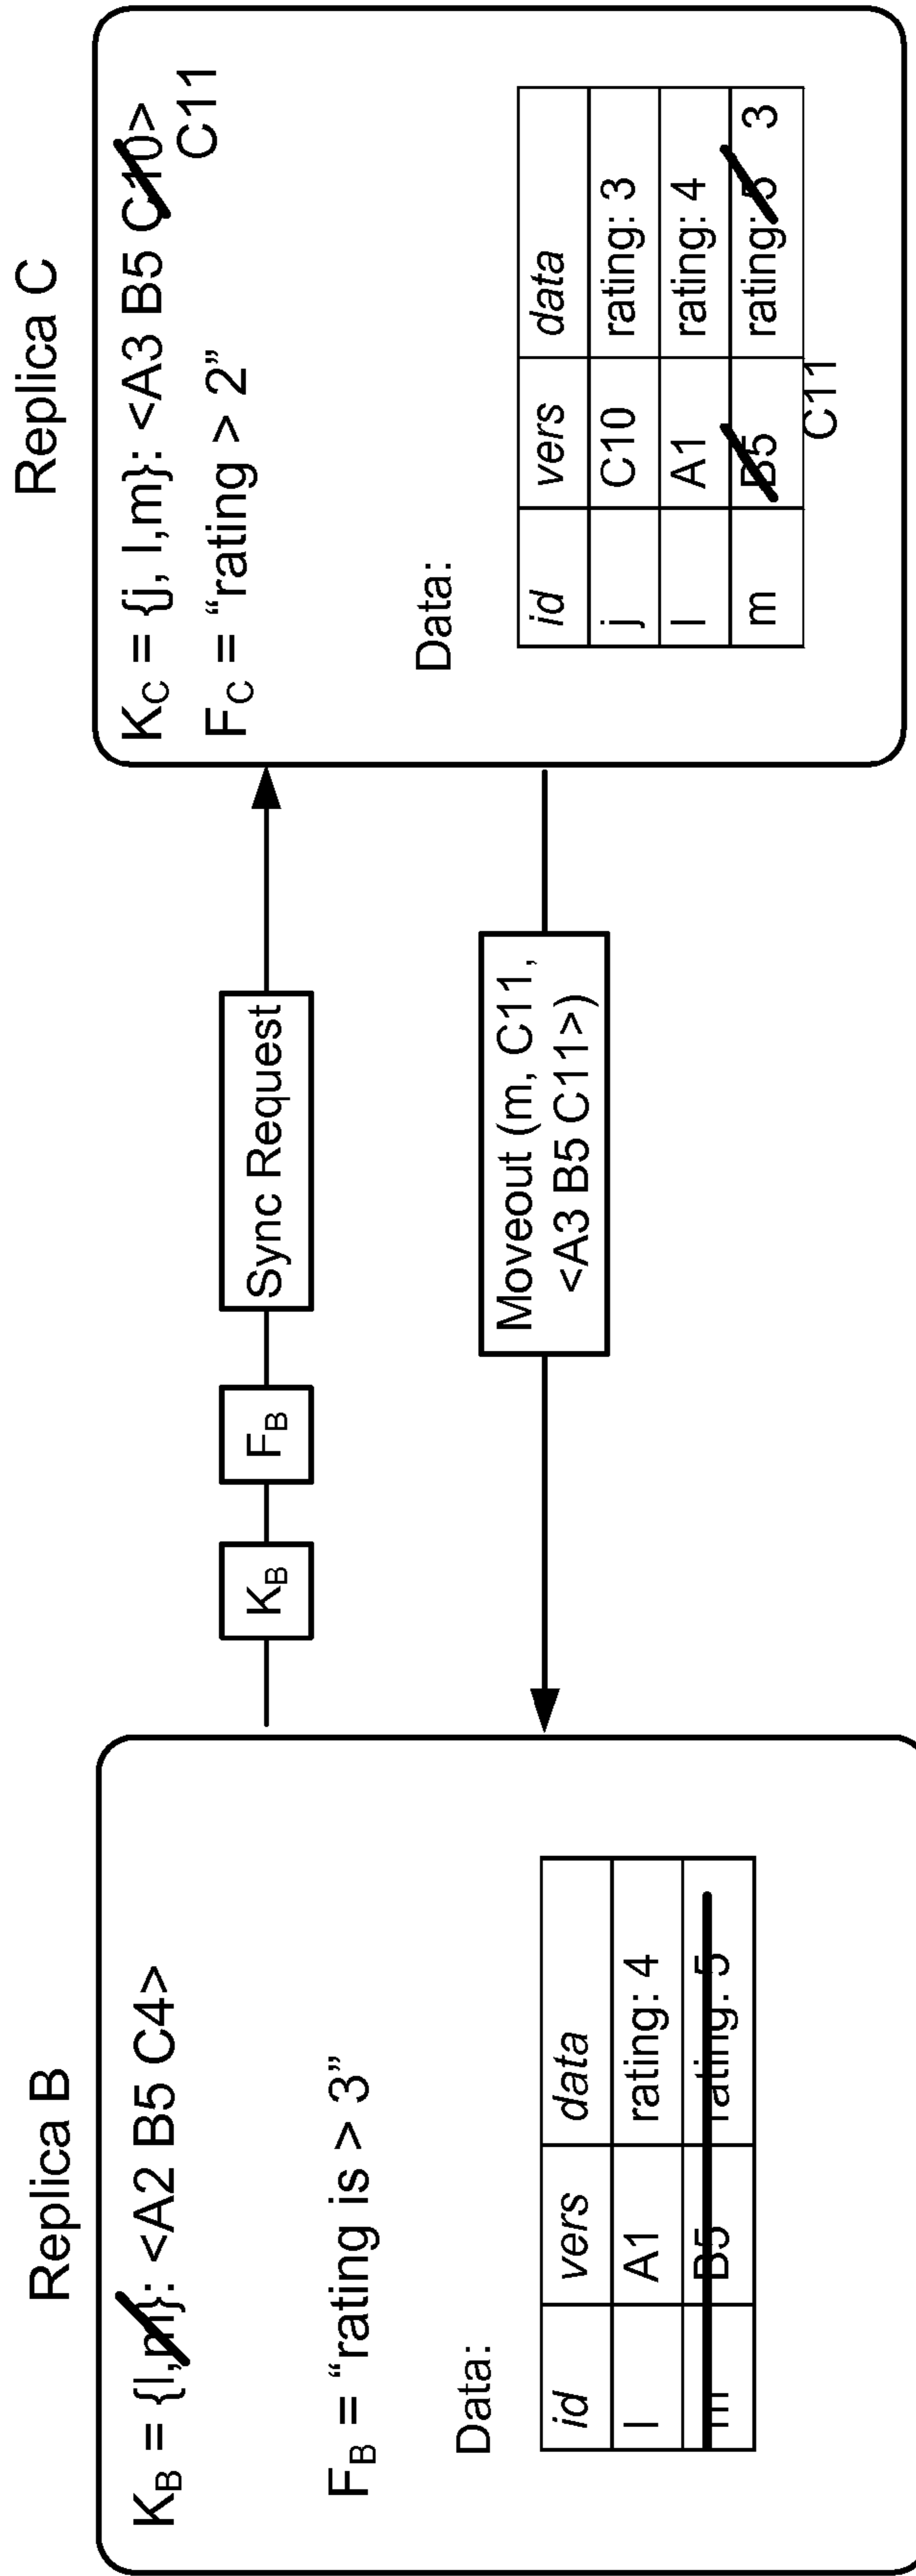 Replica B
K_B = {l,m}: <A2 B5 C4>
F_B = “rating is > 3”
Data:
id vers data
l A1 rating: 4
m B5 rating: 5
K_B F_B Sync Request
Moveout (m, C11,
<A3 B5 C11>)
Replica C
K_C = {j, l,m}: <A3 B5 C10>
C11
F_C = “rating > 2”
Data:
id vers data
j C10 rating: 3
l A1 rating: 4
m B5 rating: 5 3
C11